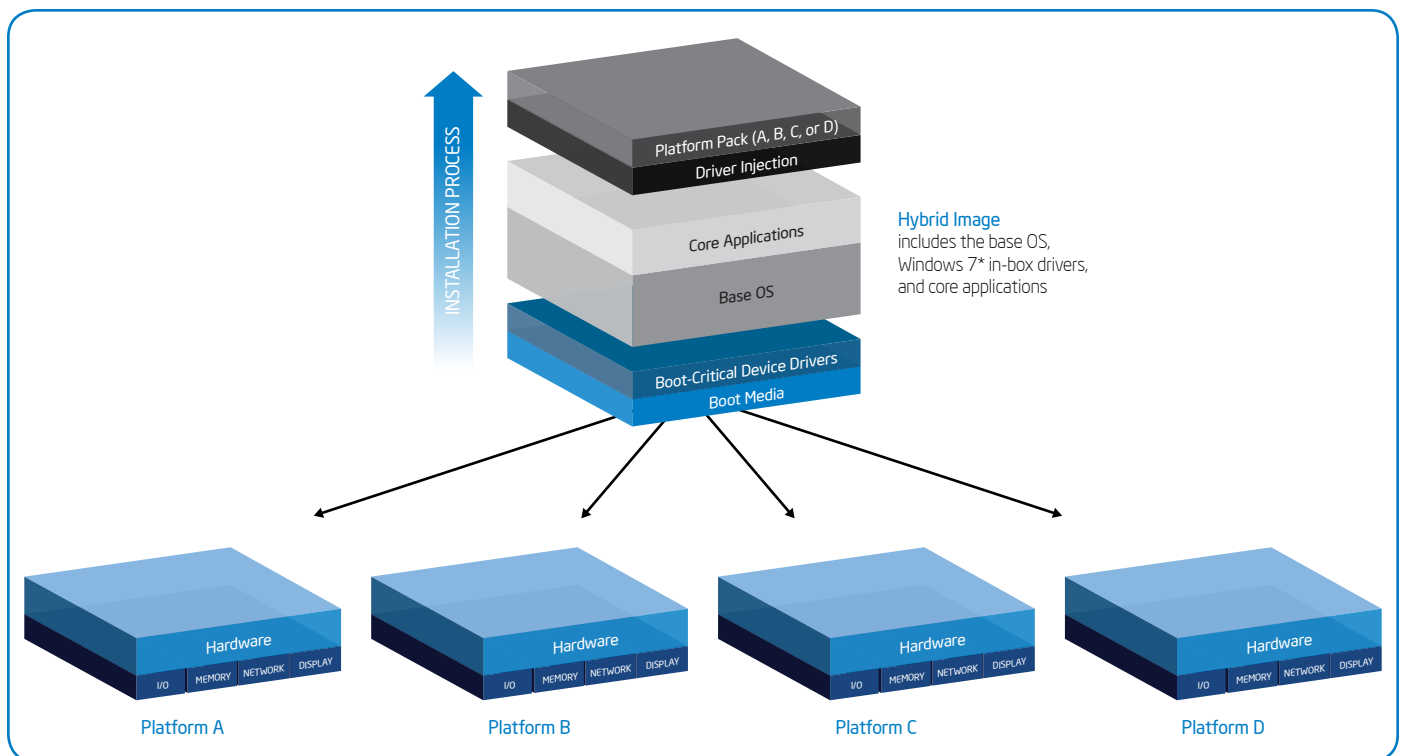 INSTALLATION PROCESS
Platform Pack (A, B, C, or D)
Driver Injection
Core Applications
Base OS
Boot-Critical Device Drivers
Boot Media
Hybrid Image
includes the base OS,
Windows 7* in-box drivers,
and core applications
Hardware
I/O MEMORY NETWORK DISPLAY
Platform A
Hardware
I/O MEMORY NETWORK DISPLAY
Platform B
Hardware
I/O MEMORY NETWORK DISPLAY
Platform C
Hardware
I/O MEMORY NETWORK DISPLAY
Platform D